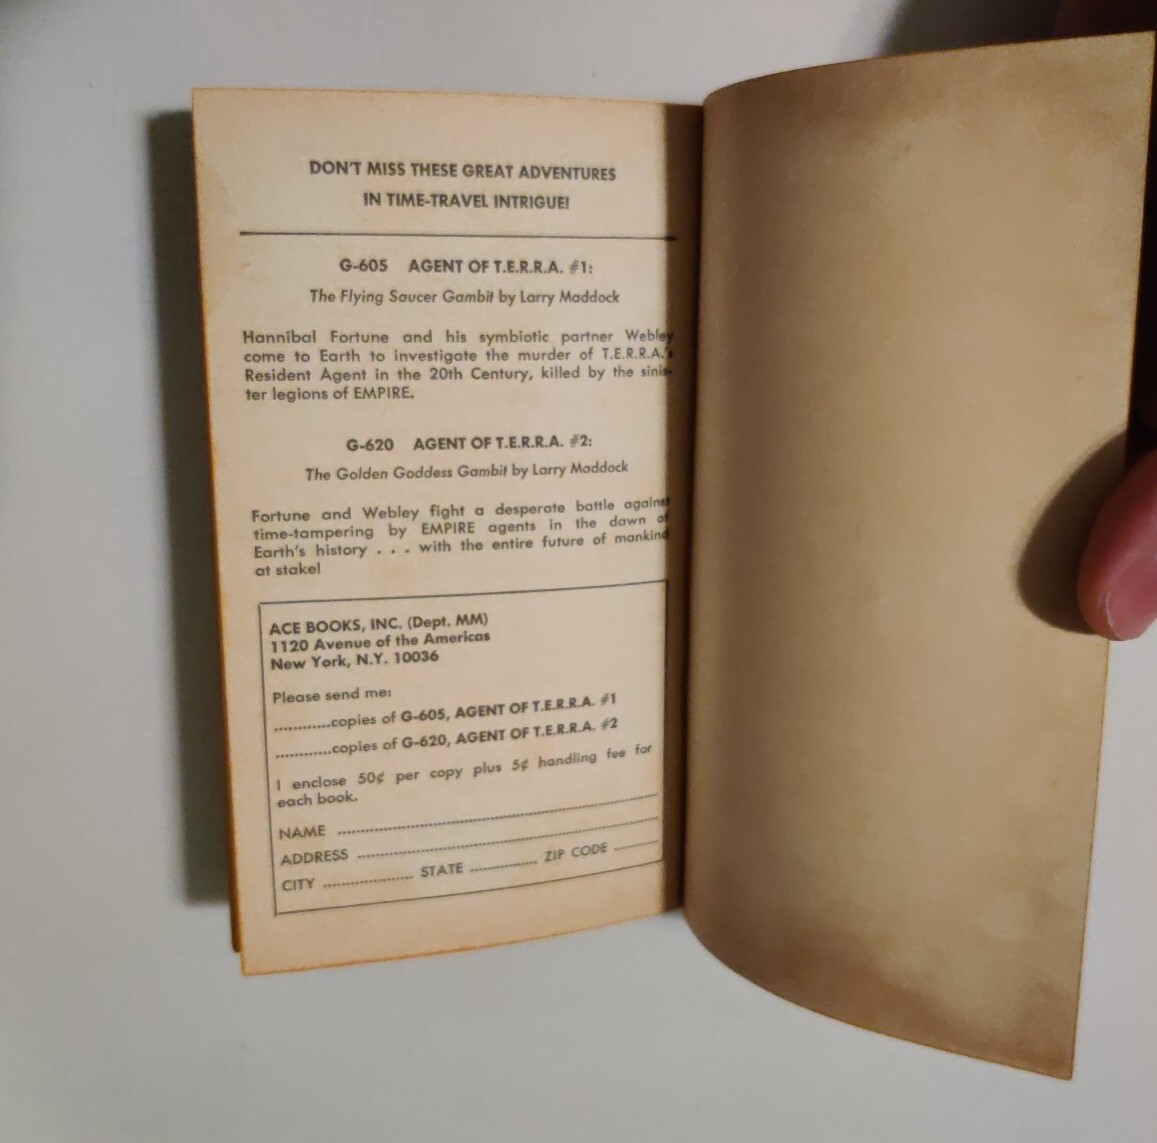 DON'T MISS THESE GREAT ADVENTURES
IN TIME-TRAVEL INTRIGUE!
G-605 AGENT OF T.E.R.R.A. #1:
The Flying Saucer Gambit by Larry Maddock
Hannibal Fortune and his symbiotic partner Webley
come to Earth to investigate the murder of T.E.R.R.A.'s
Resident Agent in the 20th Century, killed by the sinis-
ter legions of EMPIRE.
G-620 AGENT OF T.E.R.R.A. #2:
The Golden Goddess Gambit by Larry Maddock
Fortune and Webley fight a desperate battle against
time-tampering by EMPIRE agents in the dawn of
Earth's history . . . with the entire future of mankind
at stake!
ACE BOOKS, INC. (Dept. MM)
1120 Avenue of the Americas
New York, N.Y. 10036
Please send me:
............copies of G-605, AGENT OF T.E.R.R.A. #1
............copies of G-620, AGENT OF T.E.R.R.A. #2
I enclose 50¢ per copy plus 5¢ handling fee for
each book.
NAME ................................................
ADDRESS ................................................
CITY .................... STATE ............... ZIP CODE ..........